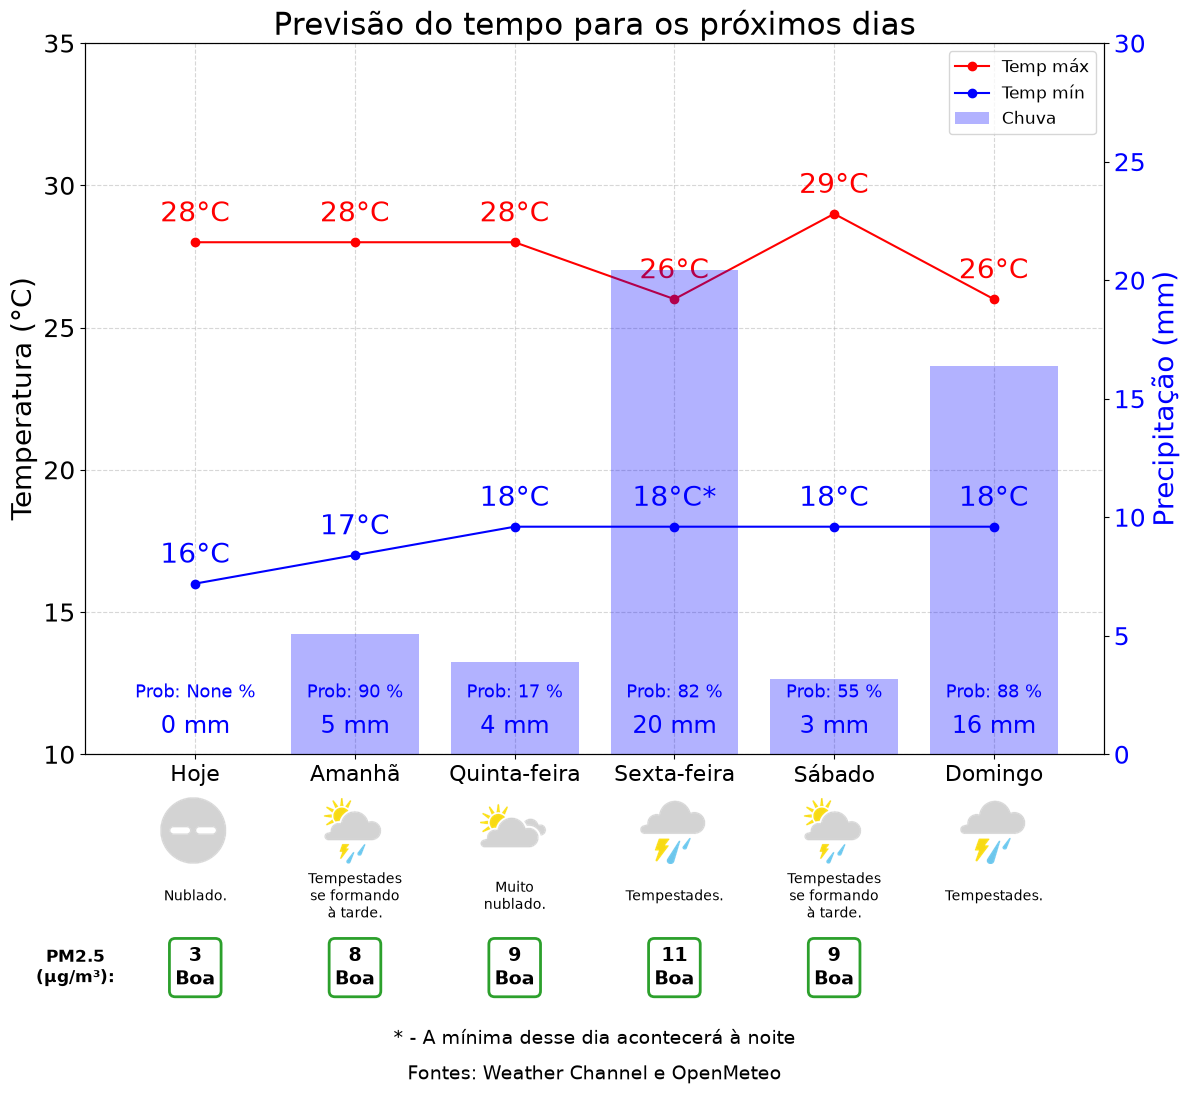 Previsão do tempo para os próximos dias
35
30
25
20
15
10
Temperatura (°C)
30
25
20
15
10
5
0
Precipitação (mm)
Temp máx
Temp mín
Chuva
28°C
28°C
28°C
26°C
29°C
26°C
16°C
17°C
18°C
18°C*
18°C
18°C
Prob: None %
Prob: 90 %
Prob: 17 %
Prob: 82 %
Prob: 55 %
Prob: 88 %
0 mm
5 mm
4 mm
20 mm
3 mm
16 mm
Hoje
Amanhã
Quinta-feira
Sexta-feira
Sábado
Domingo
Nublado.
Tempestades
se formando
à tarde.
Muito
nublado.
Tempestades.
Tempestades
se formando
à tarde.
Tempestades.
PM2.5
(µg/m³):
3
Boa
8
Boa
9
Boa
11
Boa
9
Boa
* - A mínima desse dia acontecerá à noite
Fontes: Weather Channel e OpenMeteo